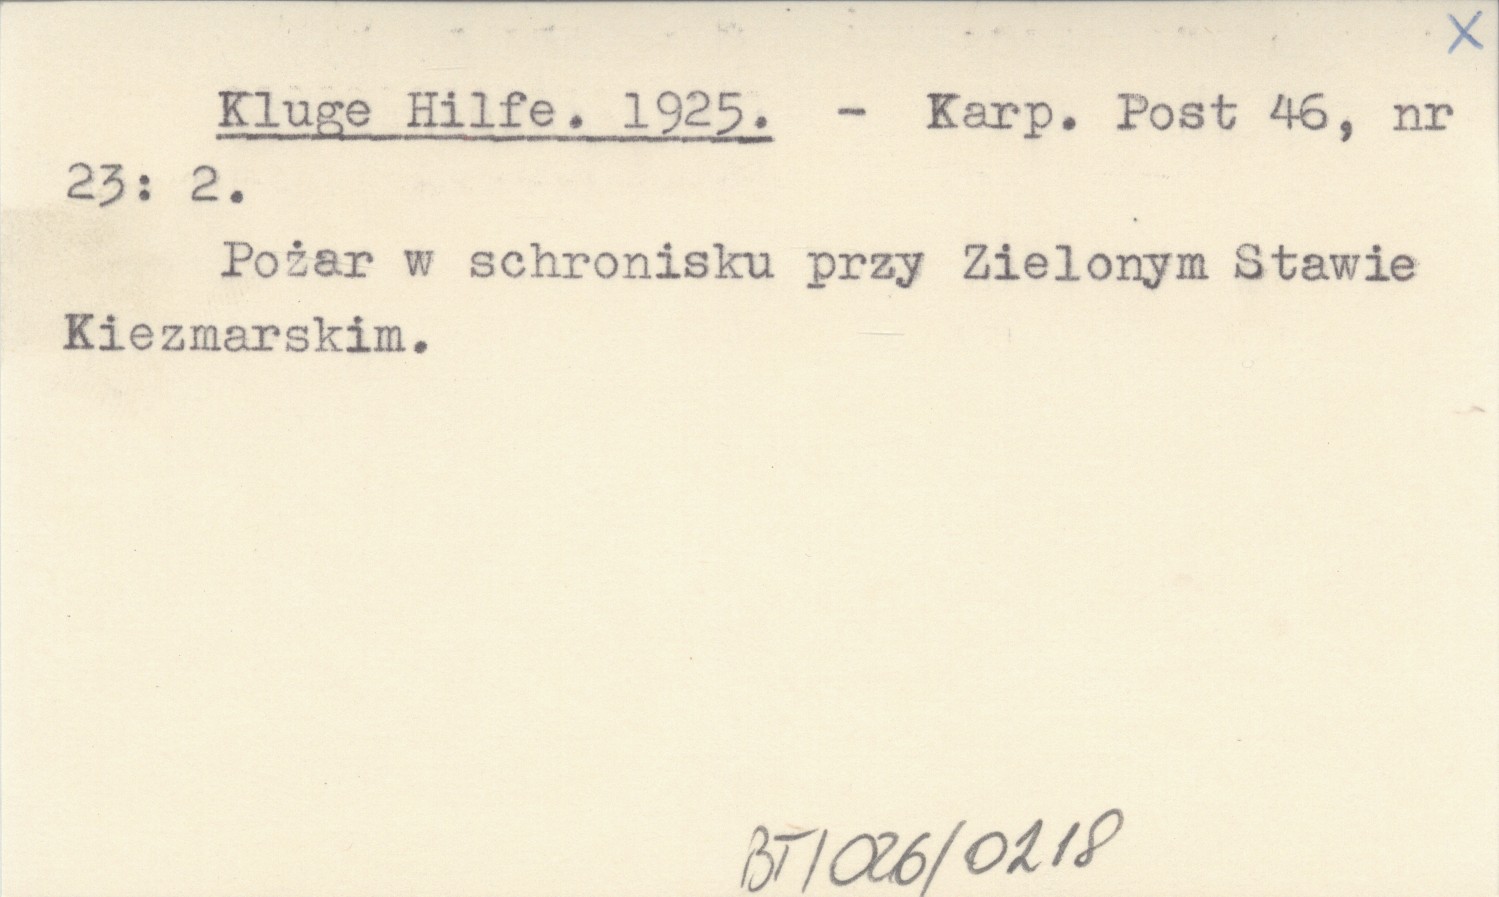 X
Kluge Hilfe. 1925. - Karp. Post 46, nr
23: 2.
Pożar w schronisku przy Zielonym Stawie
Kiezmarskim.
BT/026/0218